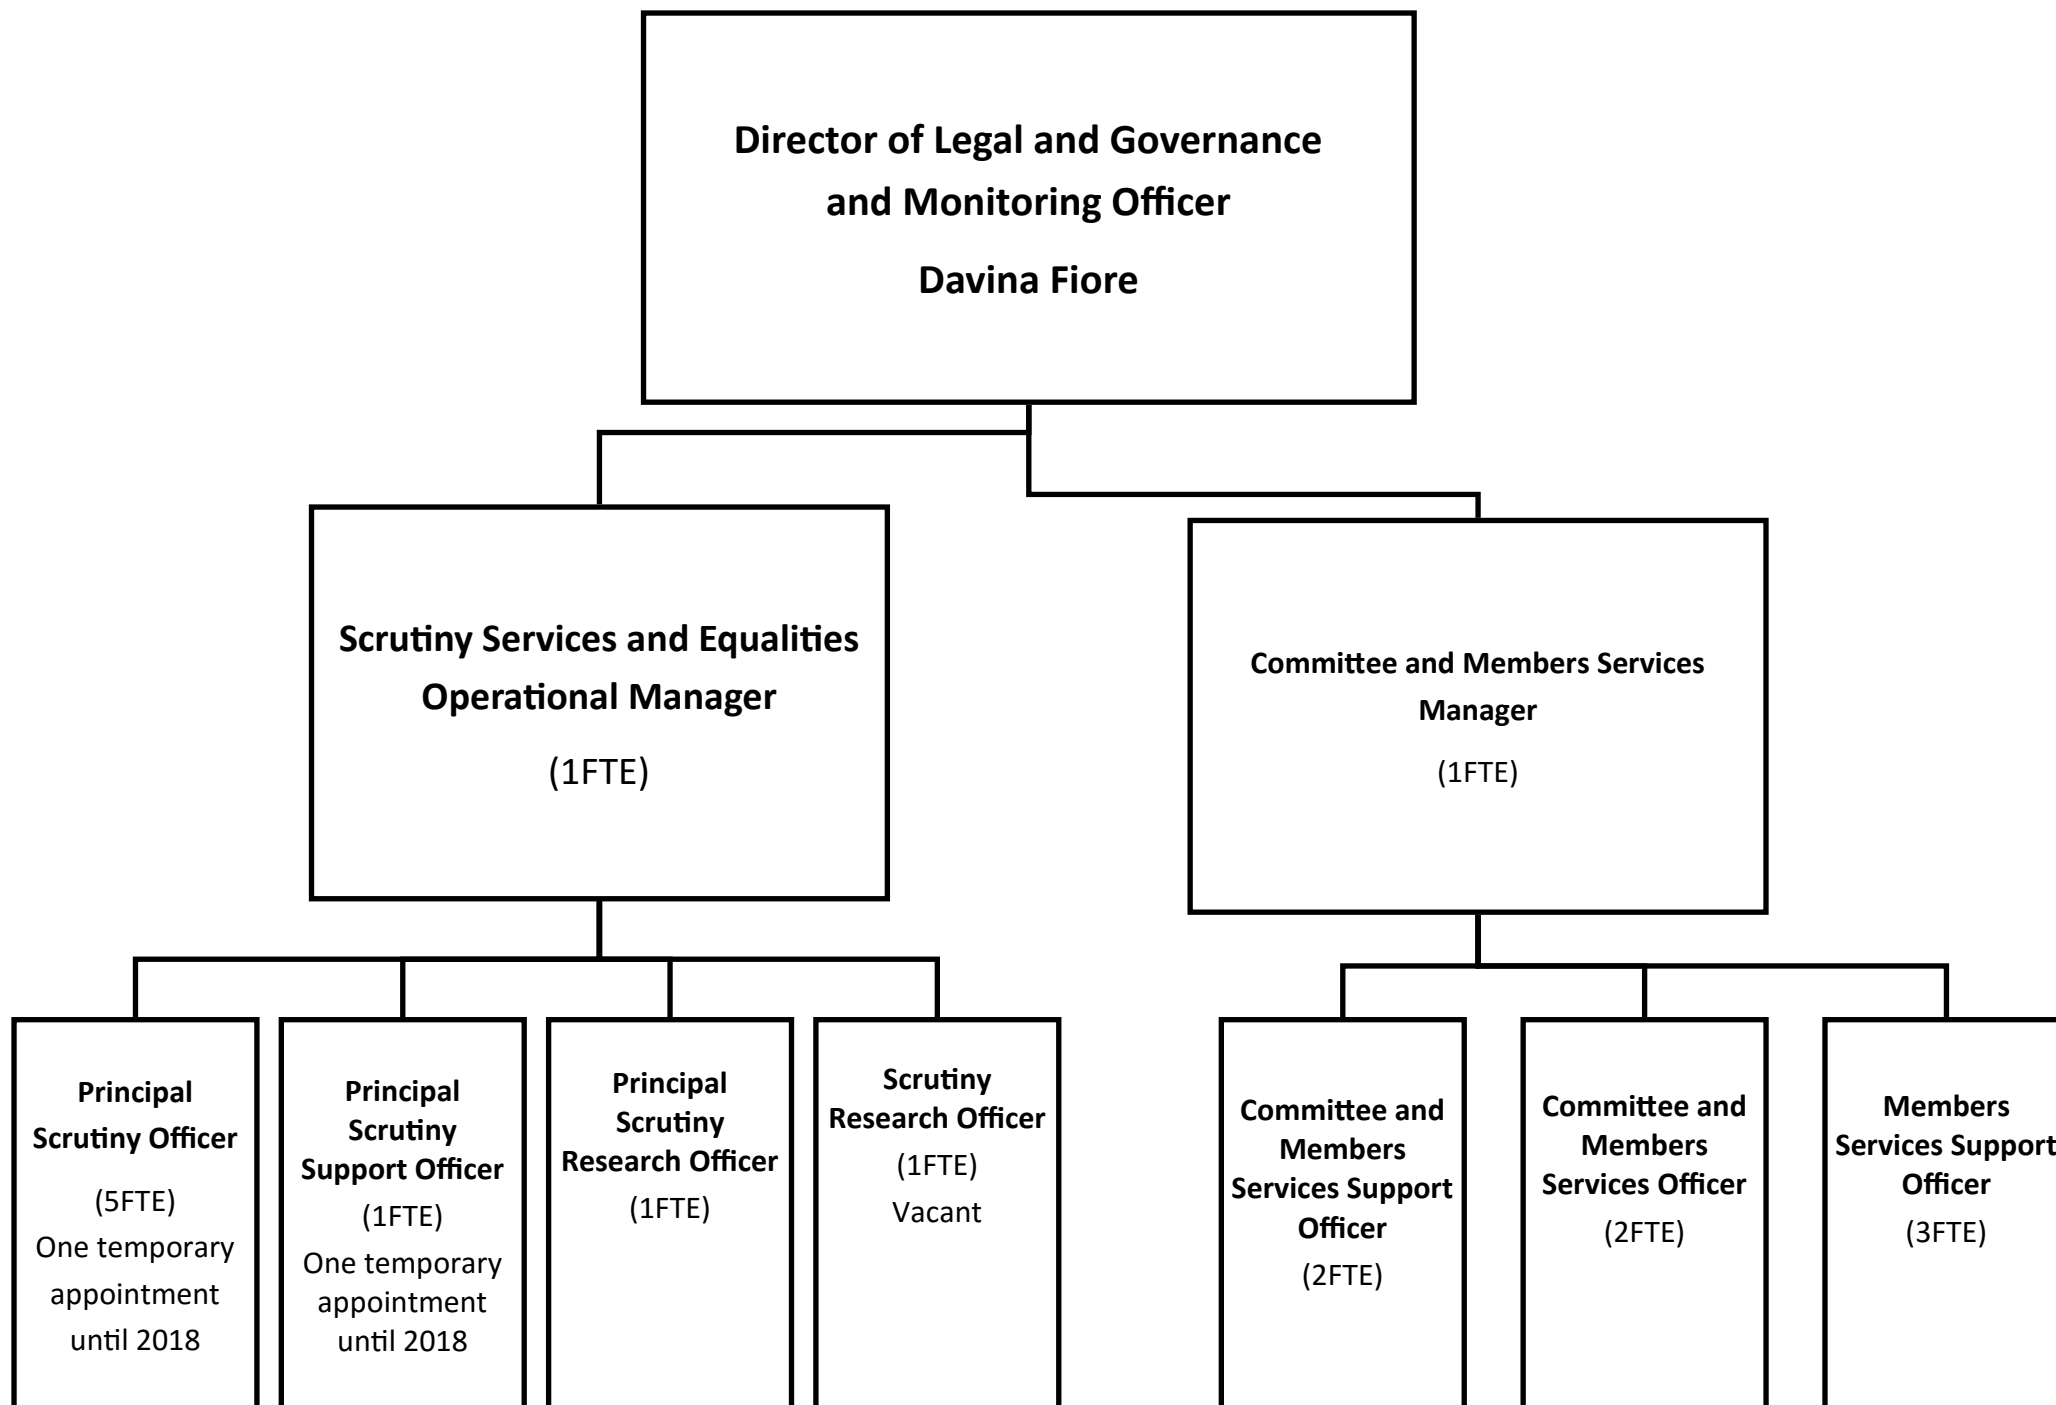 Director of Legal and Governance
and Monitoring Officer
Davina Fiore
Scrutiny Services and Equalities
Operational Manager
(1FTE)
Committee and Members Services
Manager
(1FTE)
Principal
Scrutiny Officer
(5FTE)
One temporary
appointment
until 2018
Principal
Scrutiny
Support Officer
(1FTE)
One temporary
appointment
until 2018
Principal
Scrutiny
Research Officer
(1FTE)
Scrutiny
Research Officer
(1FTE)
Vacant
Committee and
Members
Services Support
Officer
(2FTE)
Committee and
Members
Services Officer
(2FTE)
Members
Services Support
Officer
(3FTE)